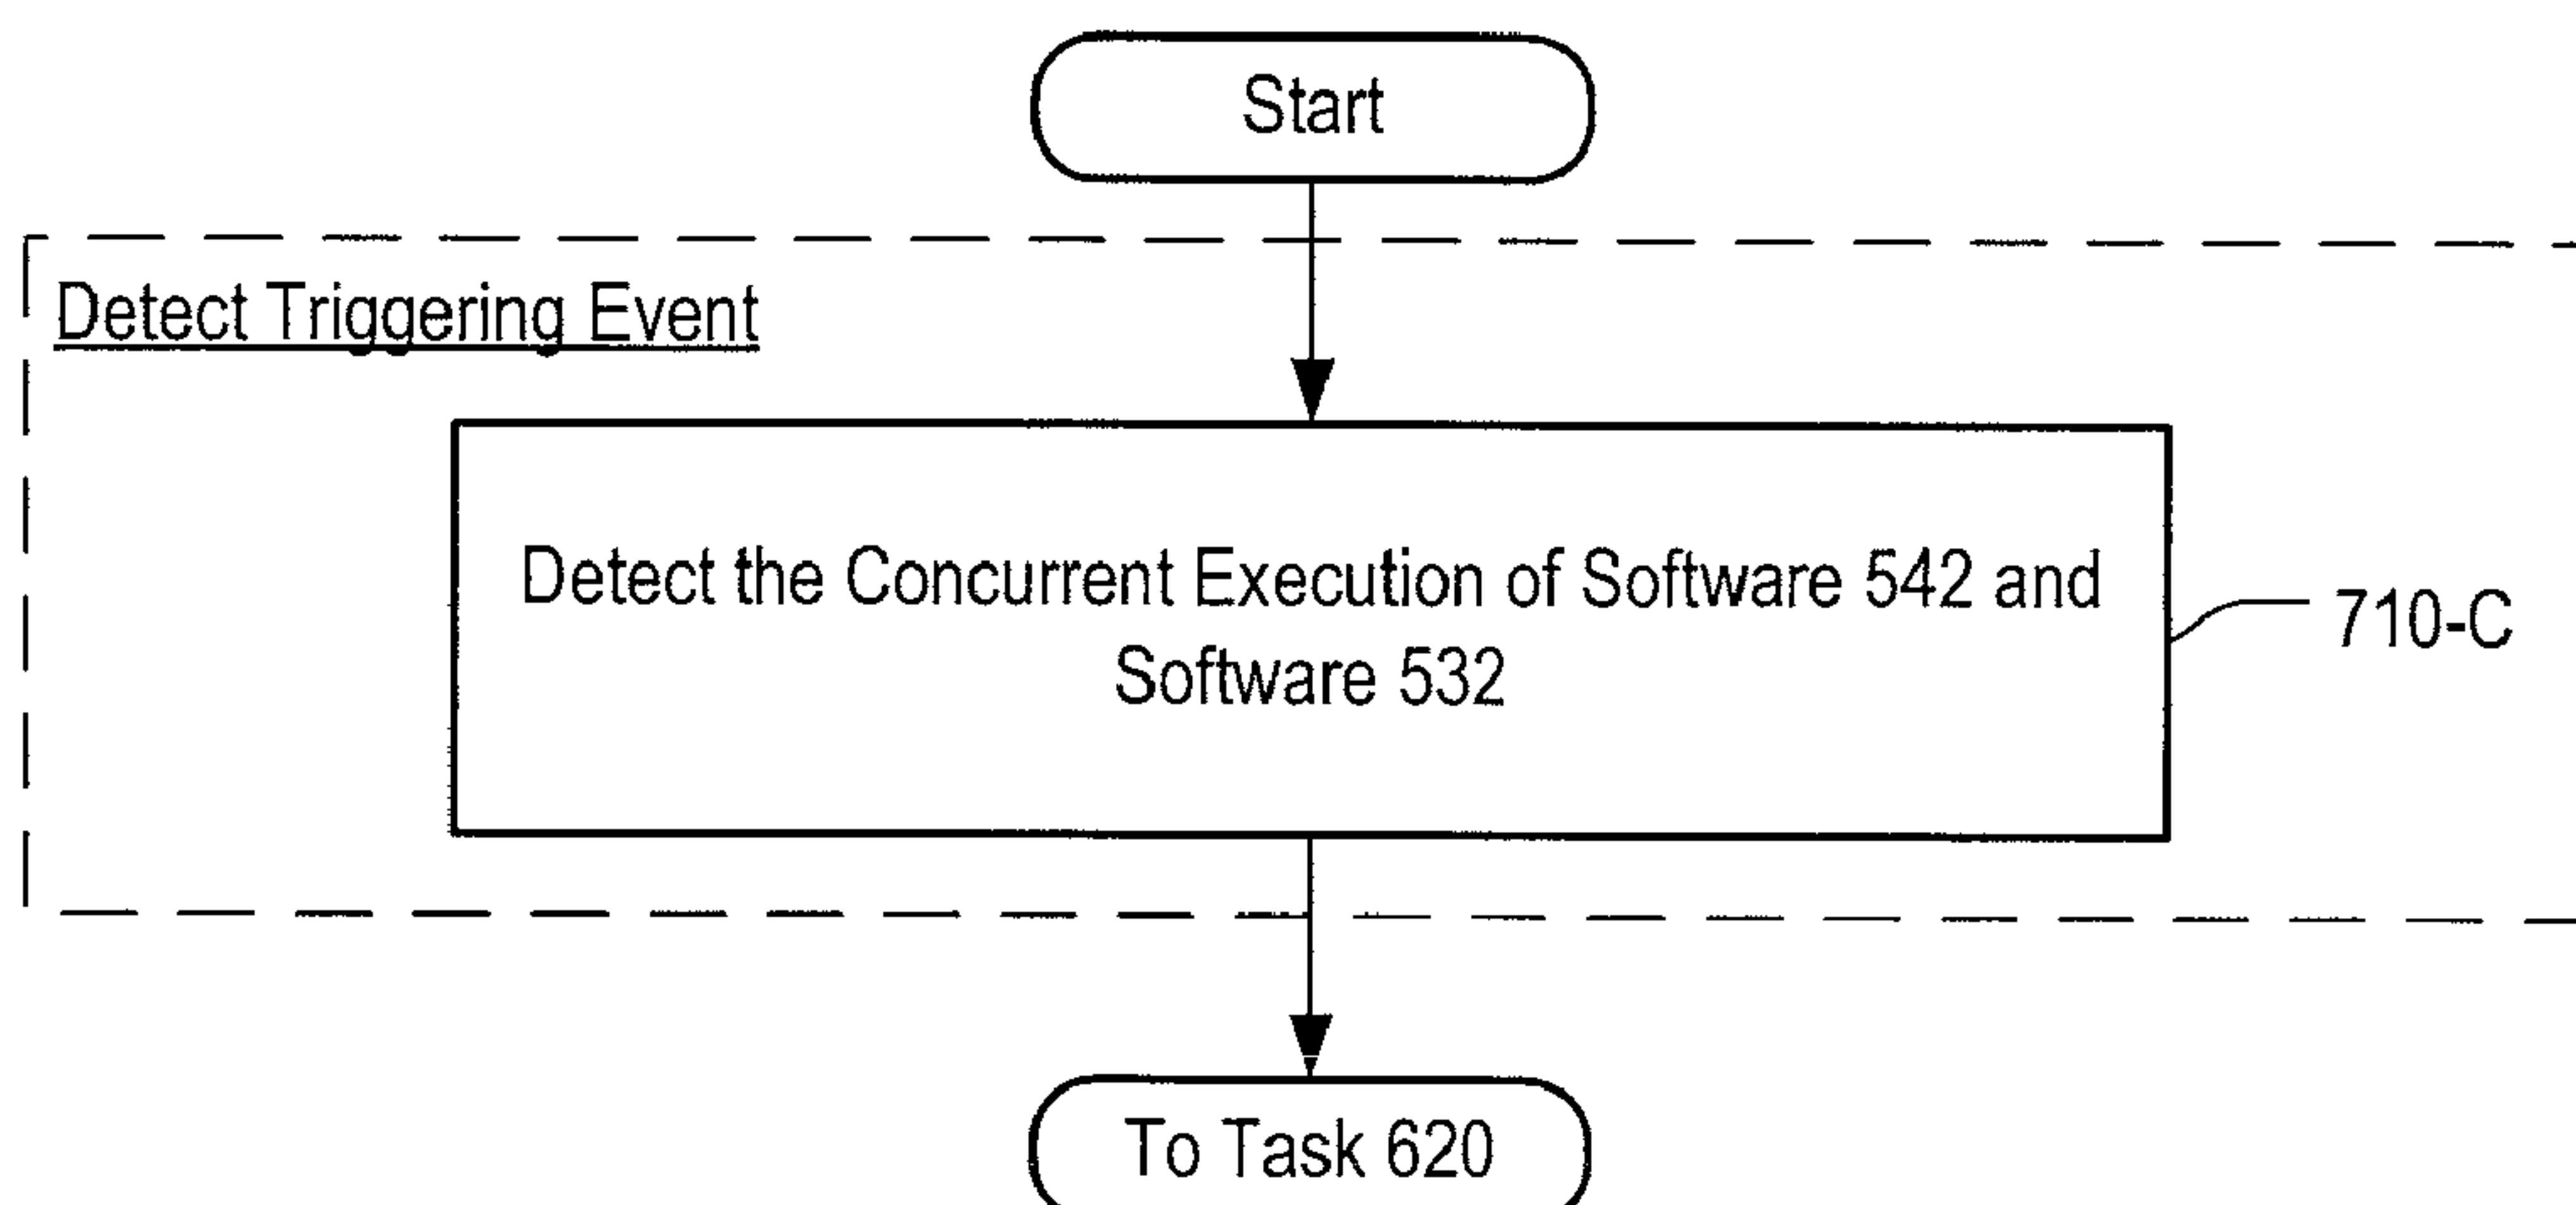 Start
Detect Triggering Event
Detect the Concurrent Execution of Software 542 and
Software 532
710-C
To Task 620